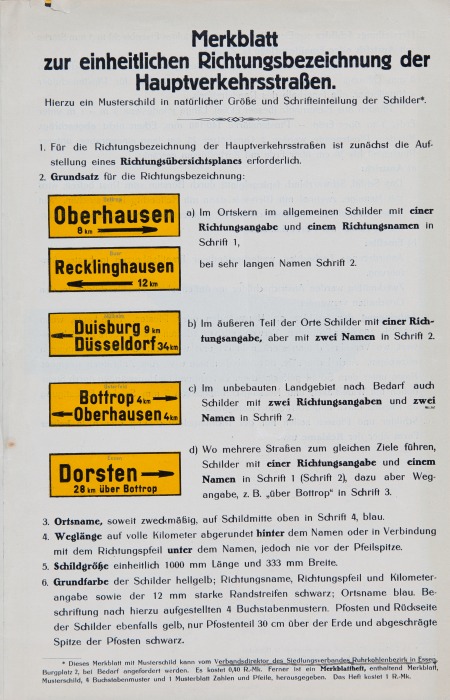 Merkblatt
zur einheitlichen Richtungsbezeichnung der
Hauptverkehrsstraßen.
Hierzu ein Musterschild in natürlicher Größe und Schrifteinteilung der Schilder*.
1. Für die Richtungsbezeichnung der Hauptverkehrsstraßen ist zunächst die Auf-
stellung eines Richtungsübersichtsplanes erforderlich.
2. Grundsatz für die Richtungsbezeichnung:
Bottrop
Oberhausen
8 km
a) Im Ortskern im allgemeinen Schilder mit einer
Richtungsangabe und einem Richtungsnamen in
Schrift 1,
Buer
Recklinghausen
12 km
bei sehr langen Namen Schrift 2.
Duisburg 9 km
Düsseldorf 34 km
b) Im äußeren Teil der Orte Schilder mit einer Rich-
tungsangabe, aber mit zwei Namen in Schrift 2.
Bottrop 4 km
Oberhausen 4 km
c) Im unbebauten Landgebiet nach Bedarf auch
Schilder mit zwei Richtungsangaben und zwei
Namen in Schrift 2.
Essen
Dorsten
28 km über Bottrop
d) Wo mehrere Straßen zum gleichen Ziele führen,
Schilder mit einer Richtungsangabe und einem
Namen in Schrift 1 (Schrift 2), dazu aber Weg-
angabe, z. B. „über Bottrop“ in Schrift 3.
3. Ortsname, soweit zweckmäßig, auf Schildmitte oben in Schrift 4, blau.
4. Weglänge auf volle Kilometer abgerundet hinter dem Namen oder in Verbindung
mit dem Richtungspfeil unter dem Namen, jedoch nie vor der Pfeilspitze.
5. Schildgröße einheitlich 1000 mm Länge und 333 mm Breite.
6. Grundfarbe der Schilder hellgelb; Richtungsname, Richtungspfeil und Kilometer-
angabe sowie der 12 mm starke Randstreifen schwarz; Ortsname blau. Be-
schriftung nach hierzu aufgestellten 4 Buchstabenmustern. Pfosten und Rückseite
der Schilder ebenfalls gelb, nur Pfostenteil 30 cm über der Erde und abgeschrägte
Spitze der Pfosten schwarz.
* Dieses Merkblatt mit Musterschild kann vom Verbandsdirektor des Siedlungsverbandes Ruhrkohlenbezirk in Essen,
Burgplatz 2, bei Bedarf angefordert werden. Es kostet 0,40 R.-Mk. Ferner ist ein Merkblattheft, enthaltend Merkblatt,
Musterschild, 4 Buchstabenmuster und 1 Musterblatt Zahlen und Pfeile, herausgegeben. Das Heft kostet 1 R.-Mk.